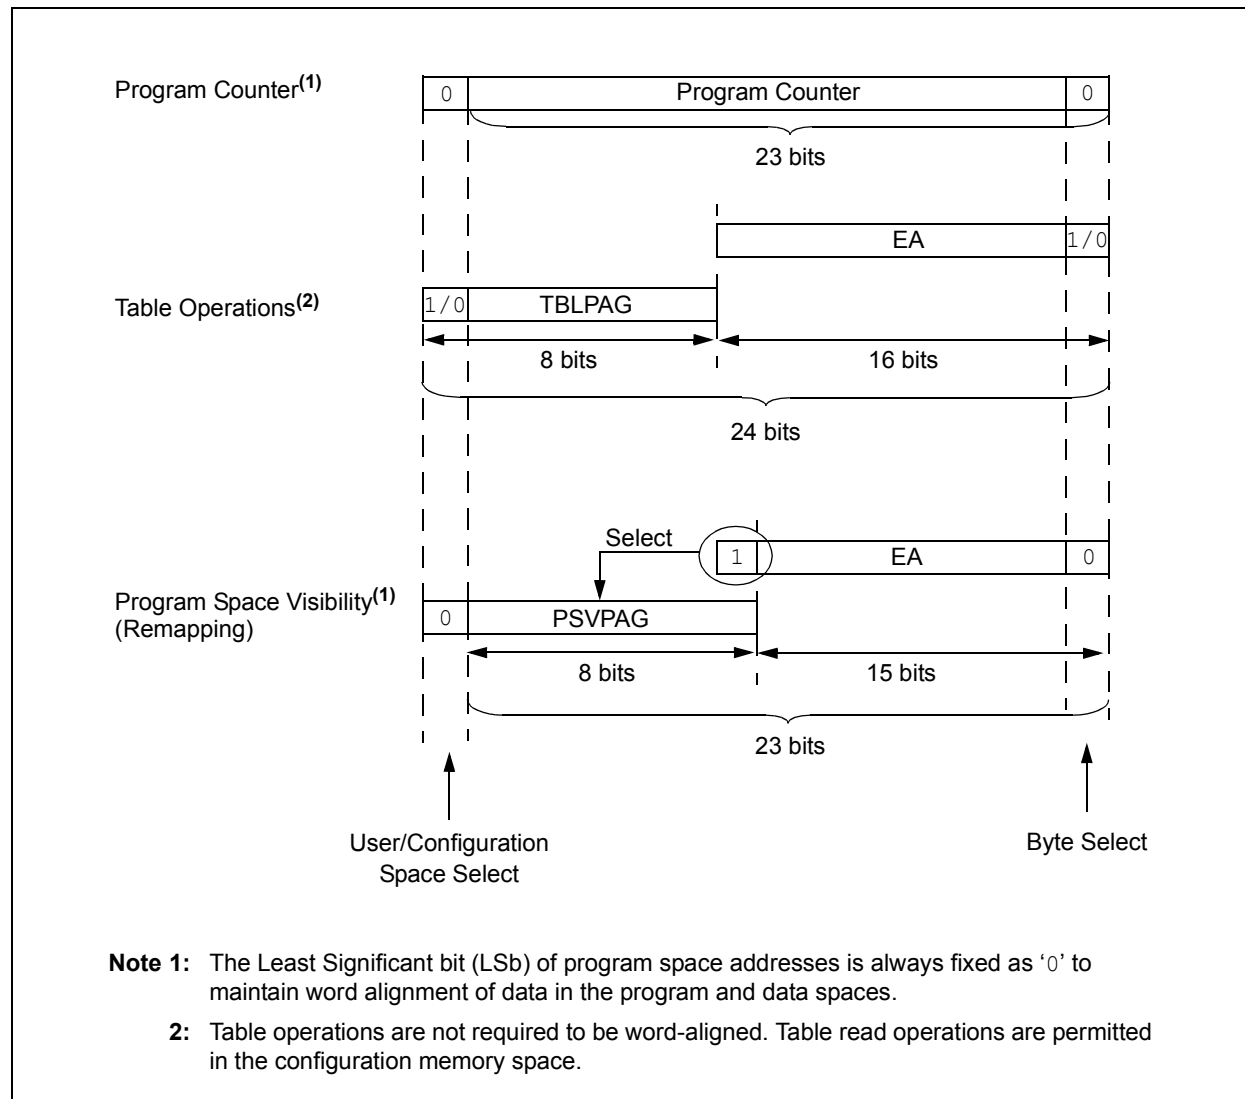 Program Counter(1)
0
Program Counter
0
23 bits
EA
1/0
Table Operations(2)
1/0
TBLPAG
8 bits
16 bits
24 bits
Select
1
EA
0
Program Space Visibility(1)
(Remapping)
0
PSVPAG
8 bits
15 bits
23 bits
User/Configuration
Space Select
Byte Select
Note 1: The Least Significant bit (LSb) of program space addresses is always fixed as ‘0’ to
maintain word alignment of data in the program and data spaces.
2: Table operations are not required to be word-aligned. Table read operations are permitted
in the configuration memory space.